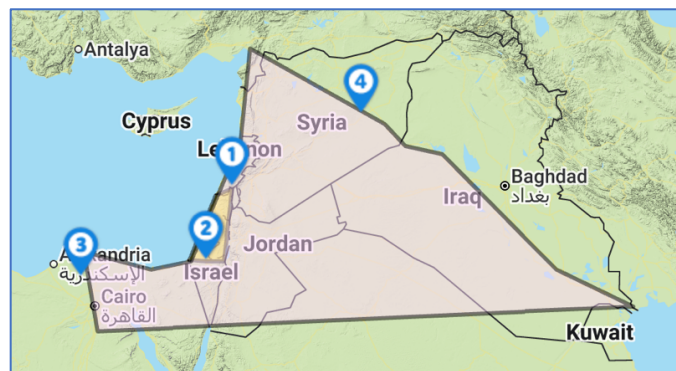 Antalya
4
Cyprus
Syria
Lebanon
1
Baghdad
بغداد
Iraq
2
3
Alexandria
الإسكندرية
Israel
Jordan
Cairo
القاهرة
Kuwait